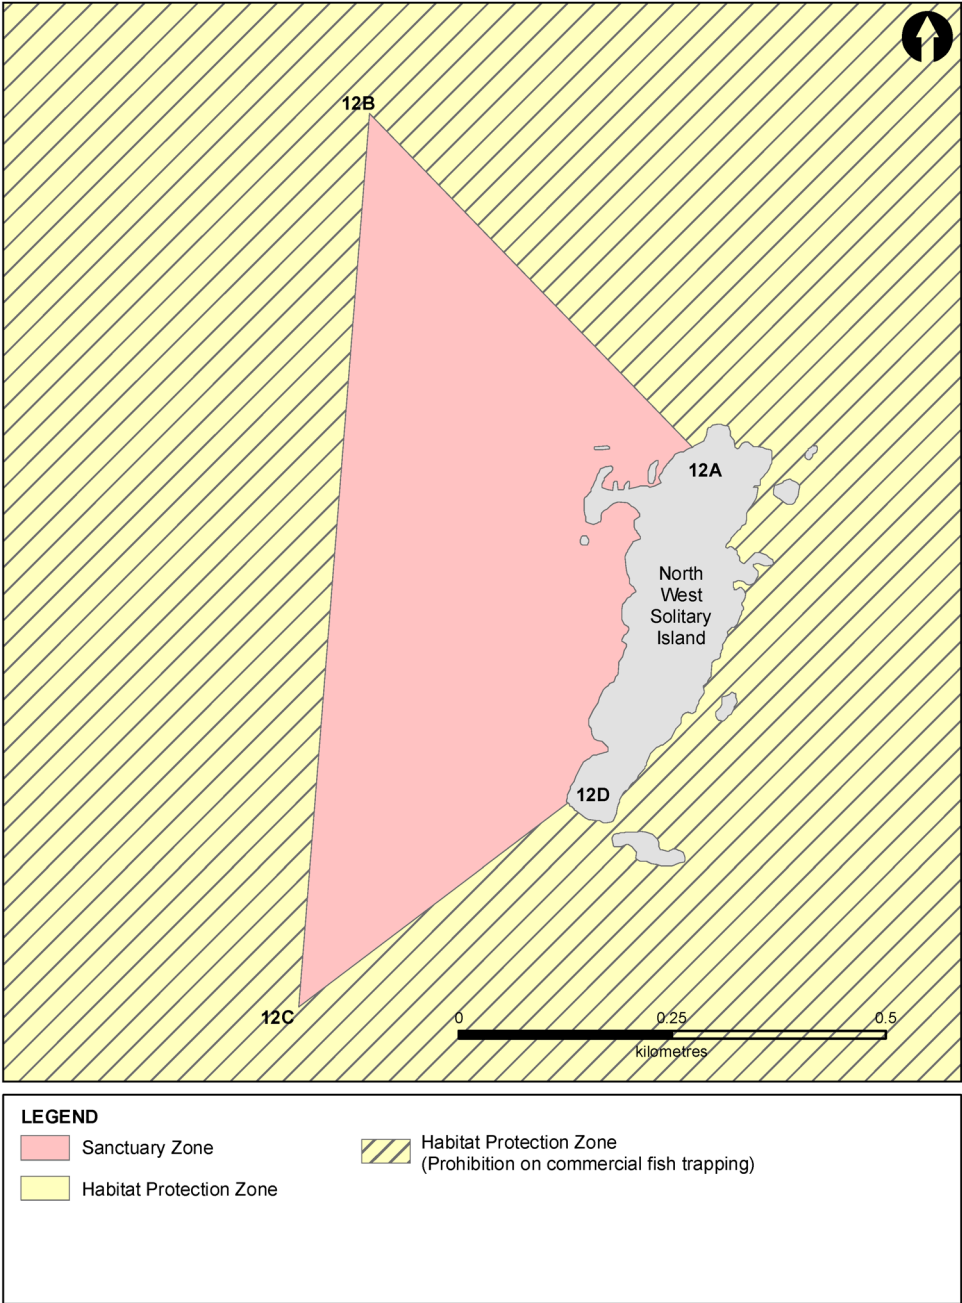 12B
12A
North
West
Solitary
Island
12D
12C
0 0.25 0.5
kilometres
LEGEND
Sanctuary Zone
Habitat Protection Zone
Habitat Protection Zone
(Prohibition on commercial fish trapping)